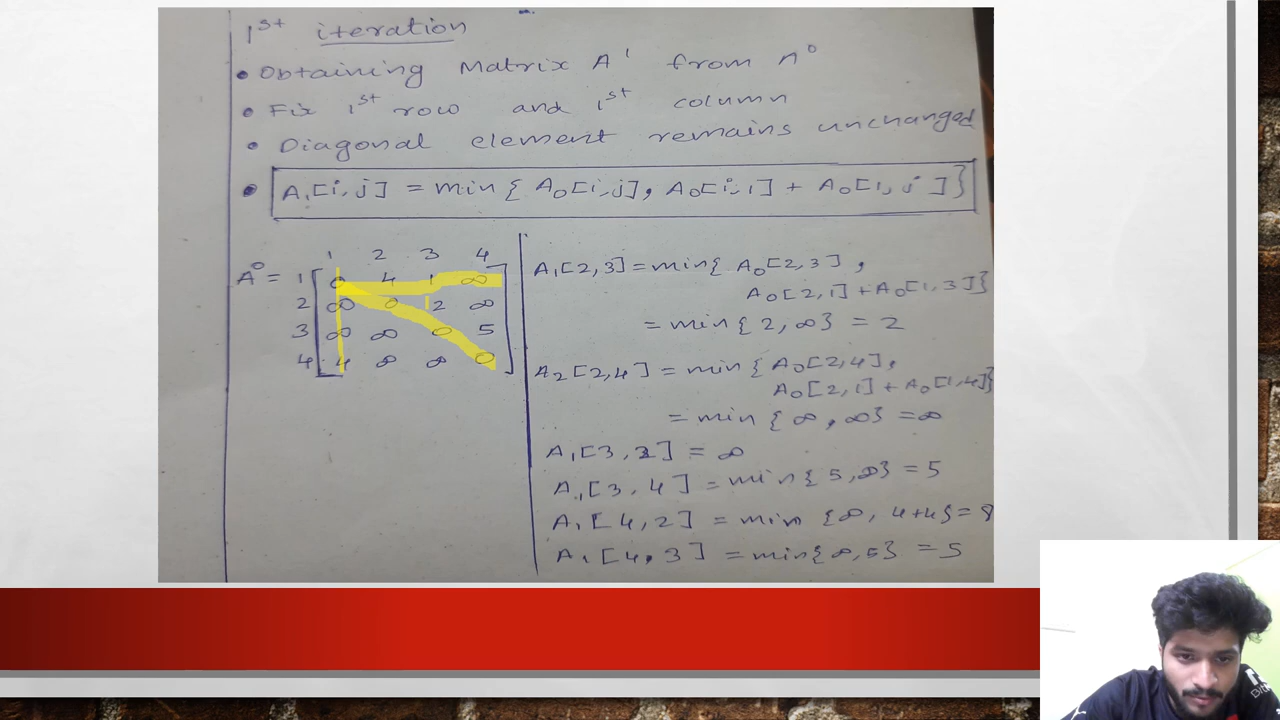 1st iteration
• Obtaining Matrix A¹ from A⁰
• Fix 1st row and 1st column
• Diagonal element remains unchanged
• A₁[i,j] = min{ A₀[i,j], A₀[i,1] + A₀[1,j]}
1 2 3 4
A⁰ = 1 [ 0 4 1 ∞ ]
2 ∞ 0 2 ∞
3 ∞ ∞ 0 5
4 4 ∞ ∞ 0
A₁[2,3] = min{ A₀[2,3],
A₀[2,1] + A₀[1,3]}
= min{ 2, ∞} = 2
A₂[2,4] = min{ A₀[2,4],
A₀[2,1] + A₀[1,4]}
= min { ∞, ∞} = ∞
A₁[3,2] = ∞
A₁[3,4] = min{ 5, ∞} = 5
A₁[4,2] = min {∞, 4+4} = 8
A₁[4,3] = min{∞, 5} = 5